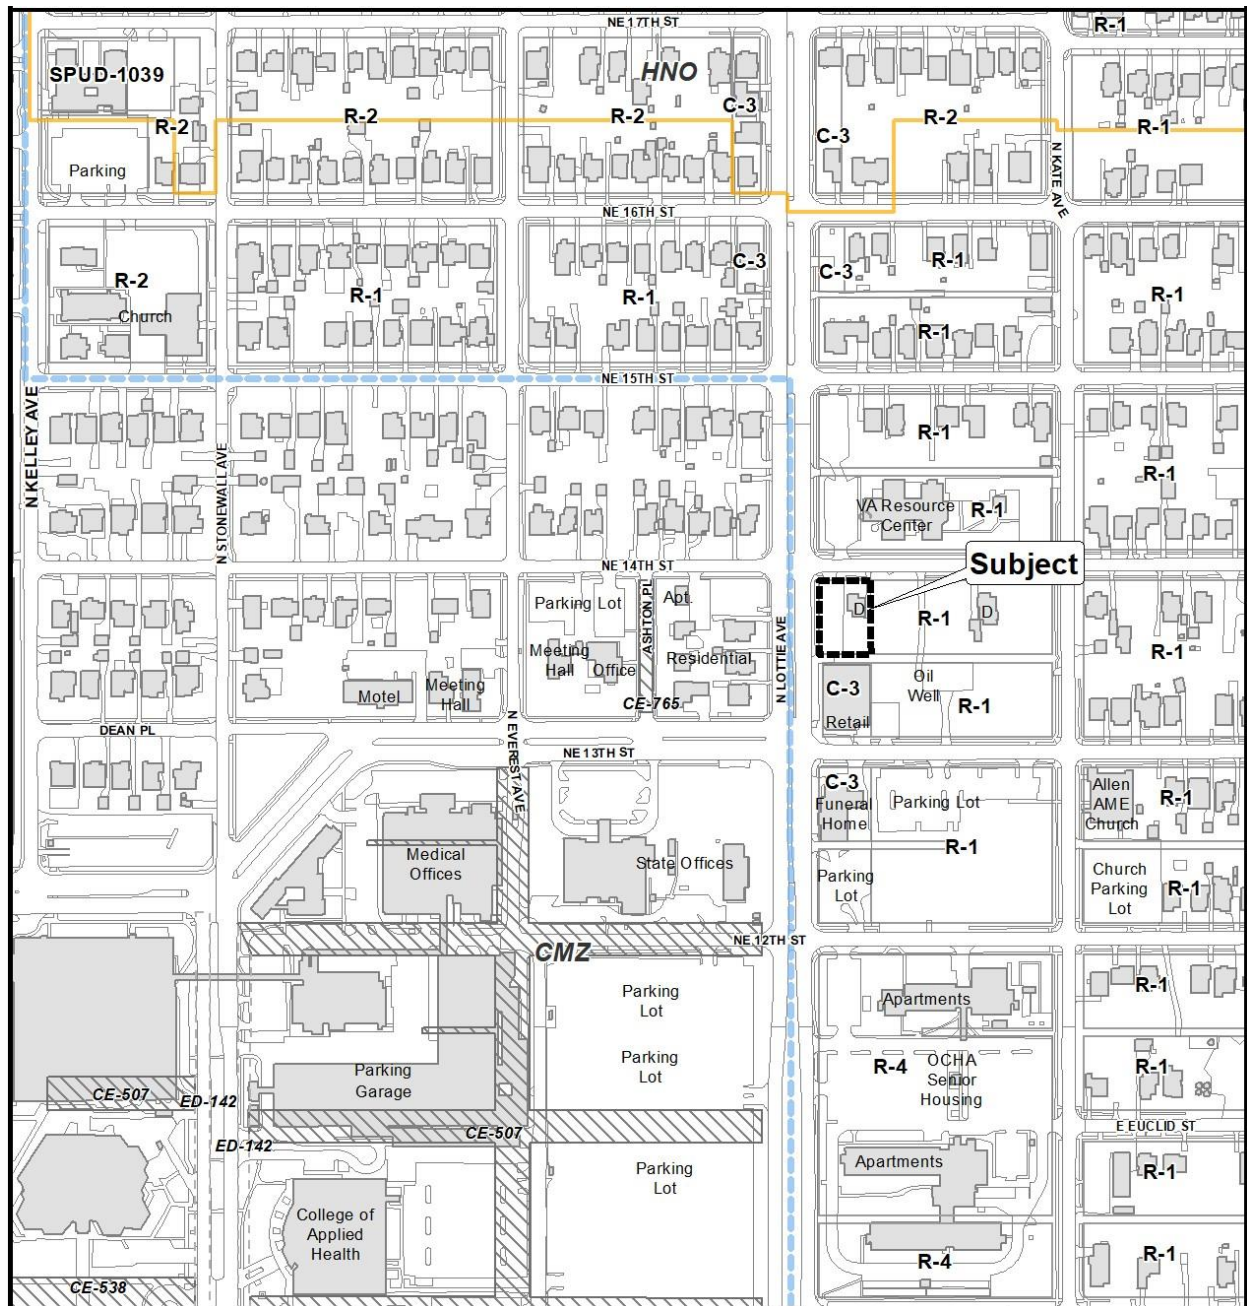 NE 17TH ST
R-1
SPUD-1039
HNO
C-3
R-2
R-2
R-2
R-2
C-3
R-1
Parking
N KATE AVE
NE 16TH ST
R-2
Church
R-1
R-1
C-3
C-3
R-1
R-1
R-1
NE 15TH ST
N KELLEY AVE
N STONEWALL AVE
R-1
R-1
VA Resource
Center
R-1
NE 14TH ST
Subject
Parking Lot
ASHTON PL
Apt.
D
R-1
D
Meeting
Hall
Office
Residential
N LOTTIE AVE
R-1
Motel
Meeting
Hall
CE-765
C-3
Retail
Oil
Well
R-1
DEAN PL
N EVEREST AVE
NE 13TH ST
C-3
Funeral
Home
Parking Lot
Allen
AME
Church
R-1
Medical
Offices
State Offices
R-1
Parking
Lot
Church
Parking
Lot
R-1
CMZ
NE 12TH ST
Parking
Lot
Apartments
R-1
Parking
Lot
Parking
Garage
R-4
OCHA
Senior
Housing
R-1
CE-507
ED-142
ED-142
CE-507
E EUCLID ST
Parking
Lot
Apartments
R-1
College of
Applied
Health
R-4
R-1
CE-538